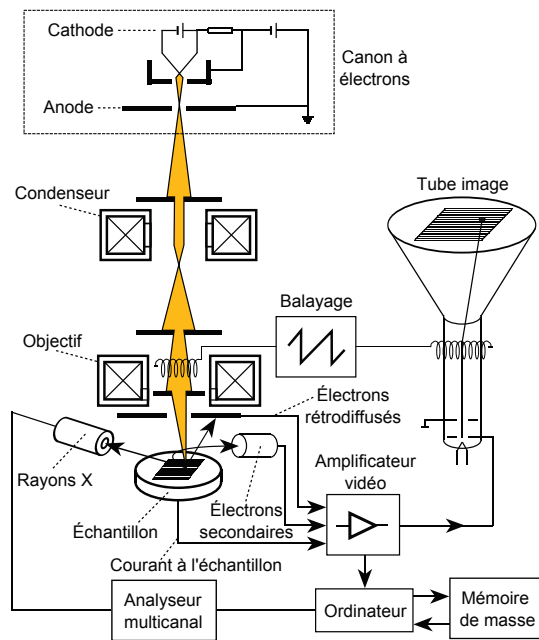 Cathode
Canon à
électrons
Anode
Condenseur
Tube image
Balayage
Objectif
Électrons
rétrodiffusés
Rayons X
Amplificateur
vidéo
Échantillon
Électrons
secondaires
Courant à l'échantillon
Analyseur
multicanal
Ordinateur
Mémoire
de masse